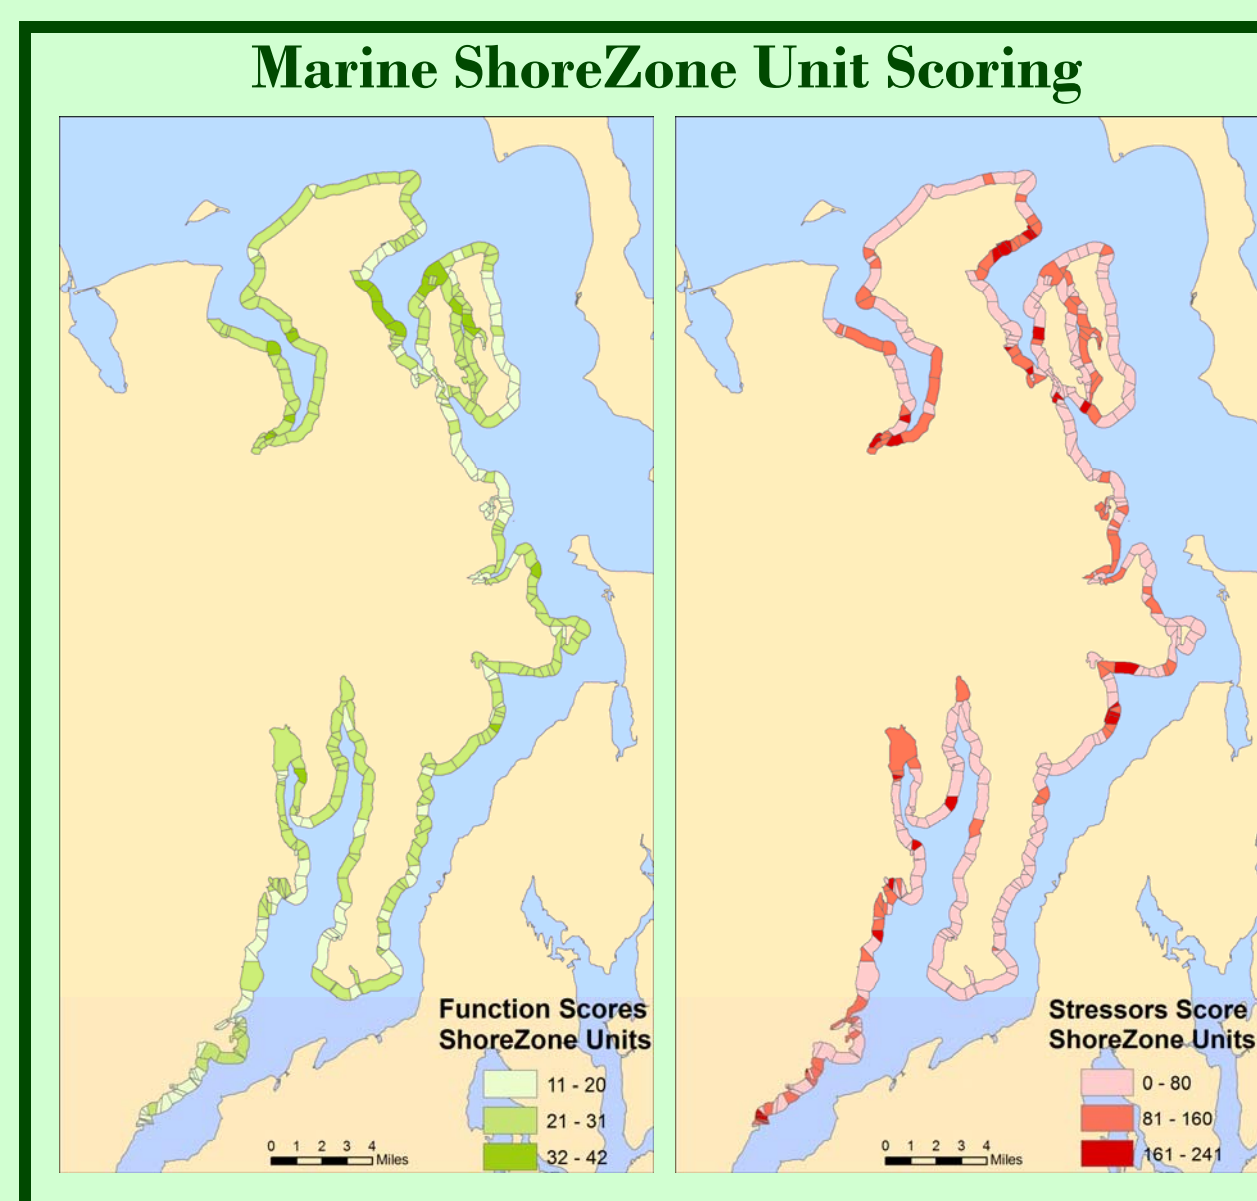 Marine ShoreZone Unit Scoring
Function Scores
ShoreZone Units
11 - 20
21 - 31
32 - 42
0 1 2 3 4
Miles
Stressors Score
ShoreZone Units
0 - 80
81 - 160
161 - 241
0 1 2 3 4
Miles